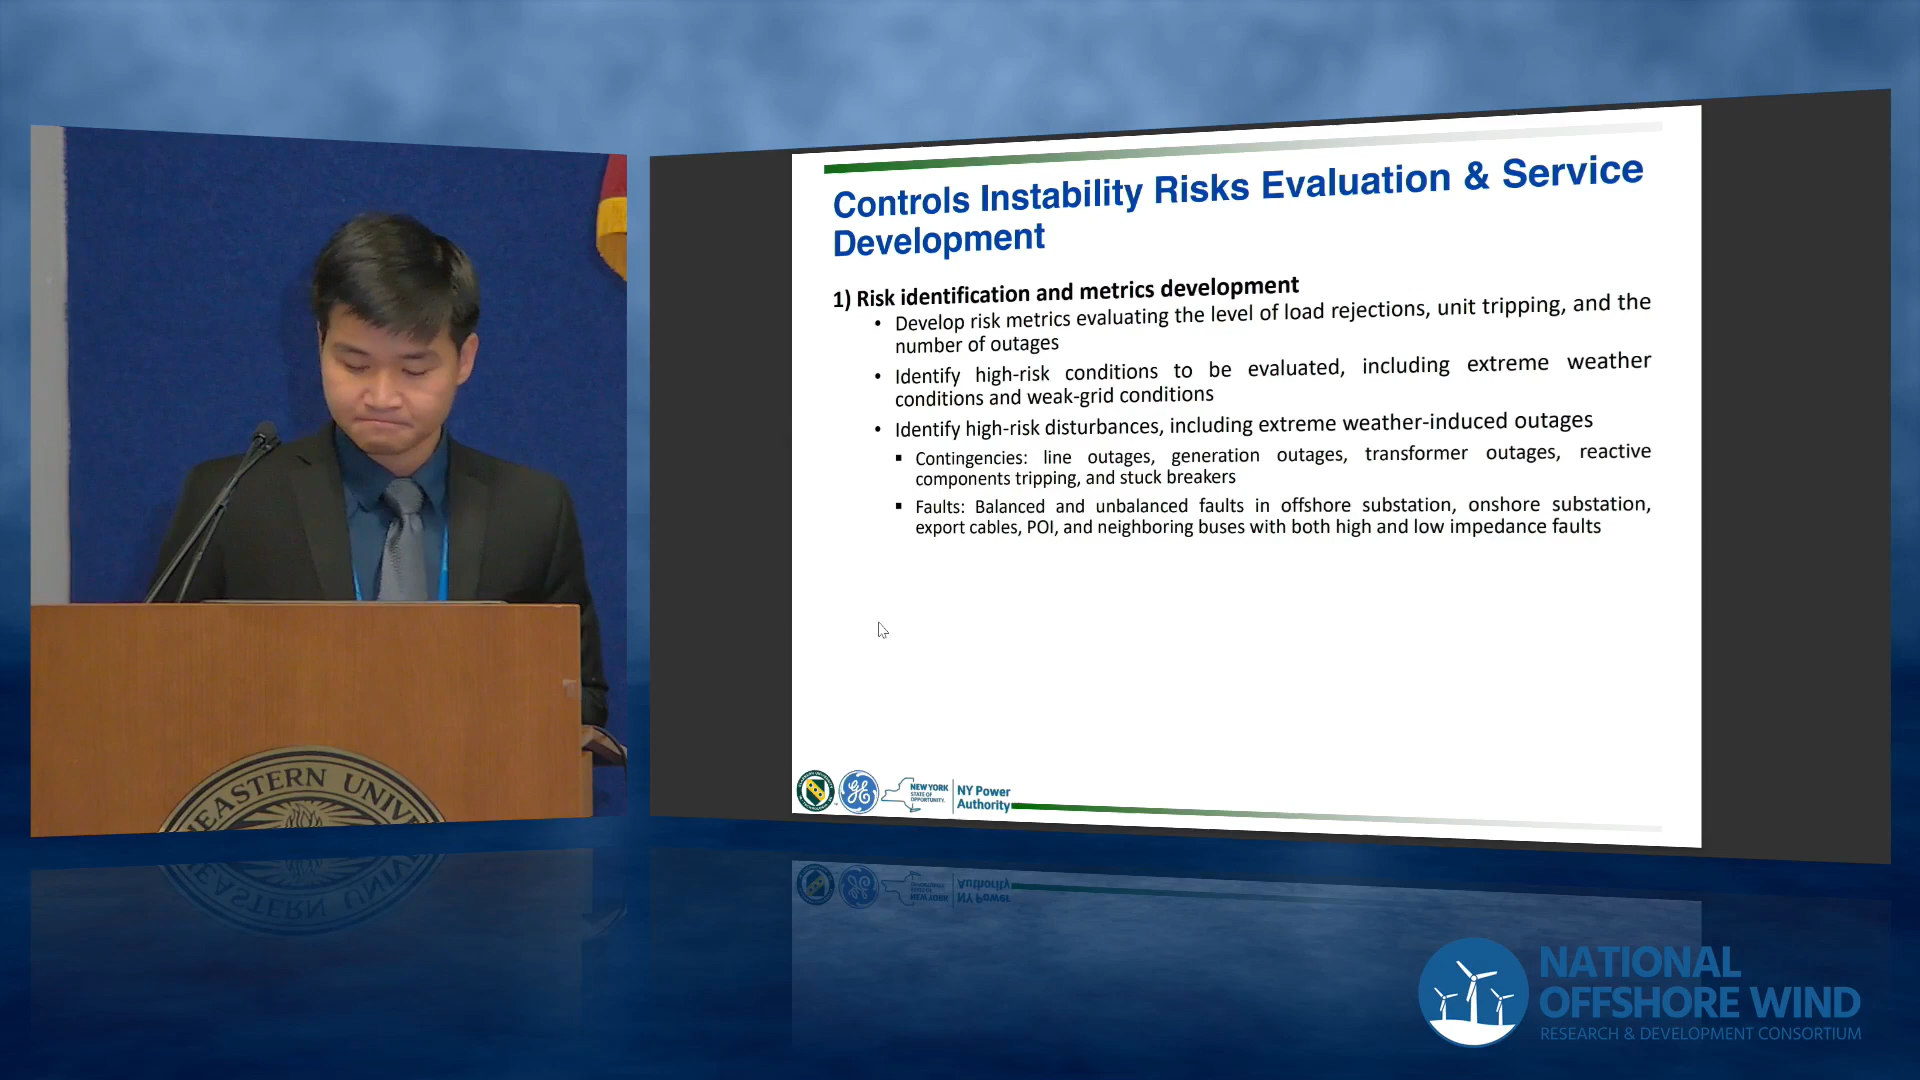 Controls Instability Risks Evaluation & Service
Development
1) Risk identification and metrics development
• Develop risk metrics evaluating the level of load rejections, unit tripping, and the
number of outages
• Identify high-risk conditions to be evaluated, including extreme weather
conditions and weak-grid conditions
• Identify high-risk disturbances, including extreme weather-induced outages
▪ Contingencies: line outages, generation outages, transformer outages, reactive
components tripping, and stuck breakers
▪ Faults: Balanced and unbalanced faults in offshore substation, onshore substation,
export cables, POI, and neighboring buses with both high and low impedance faults
EASTERN UNIV
GE
NEW YORK
STATE OF
OPPORTUNITY.
NY Power
Authority
NATIONAL
OFFSHORE WIND
RESEARCH & DEVELOPMENT CONSORTIUM